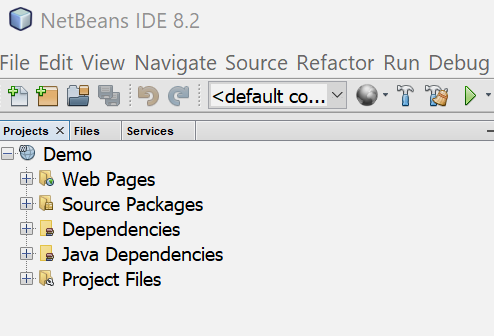 NetBeans IDE 8.2
File Edit View Navigate Source Refactor Run Debug
<default co...
Projects Files Services
Demo
Web Pages
Source Packages
Dependencies
Java Dependencies
Project Files